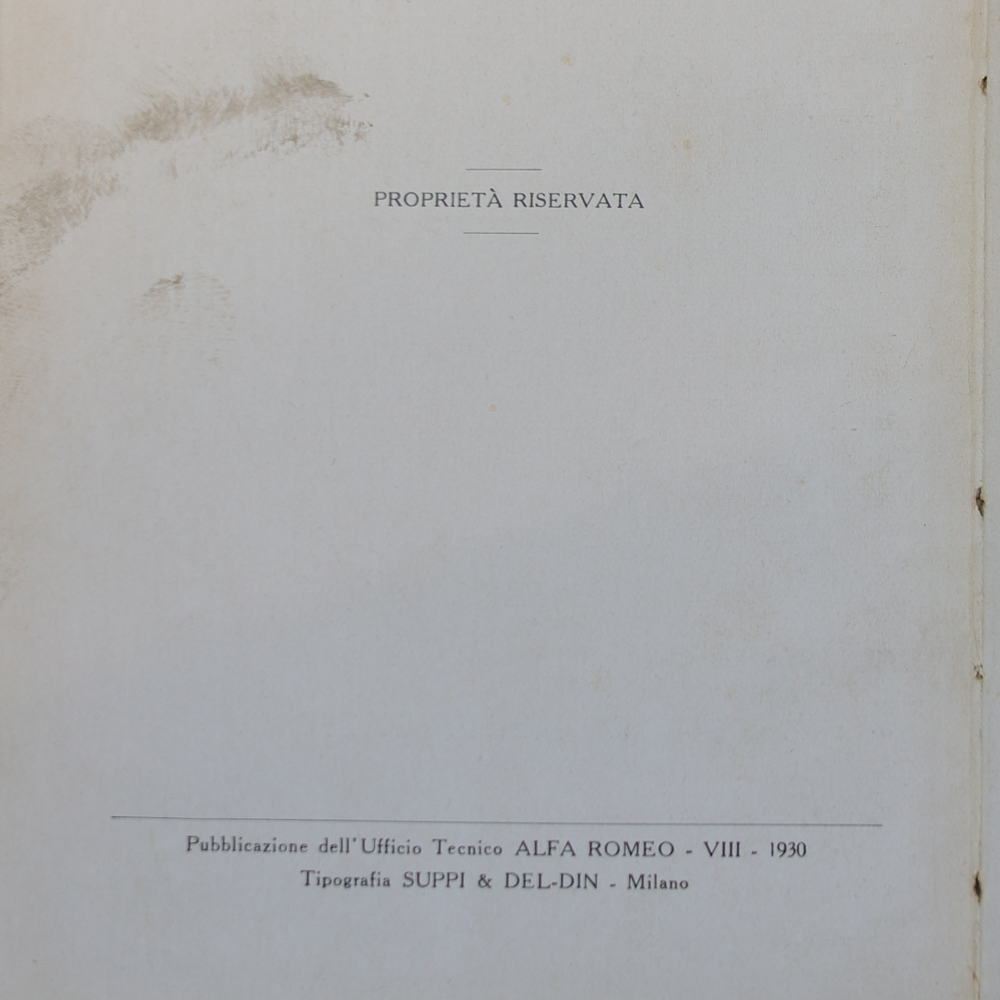 PROPRIETÀ RISERVATA
Pubblicazione dell'Ufficio Tecnico ALFA ROMEO - VIII - 1930
Tipografia SUPPI & DEL-DIN - Milano